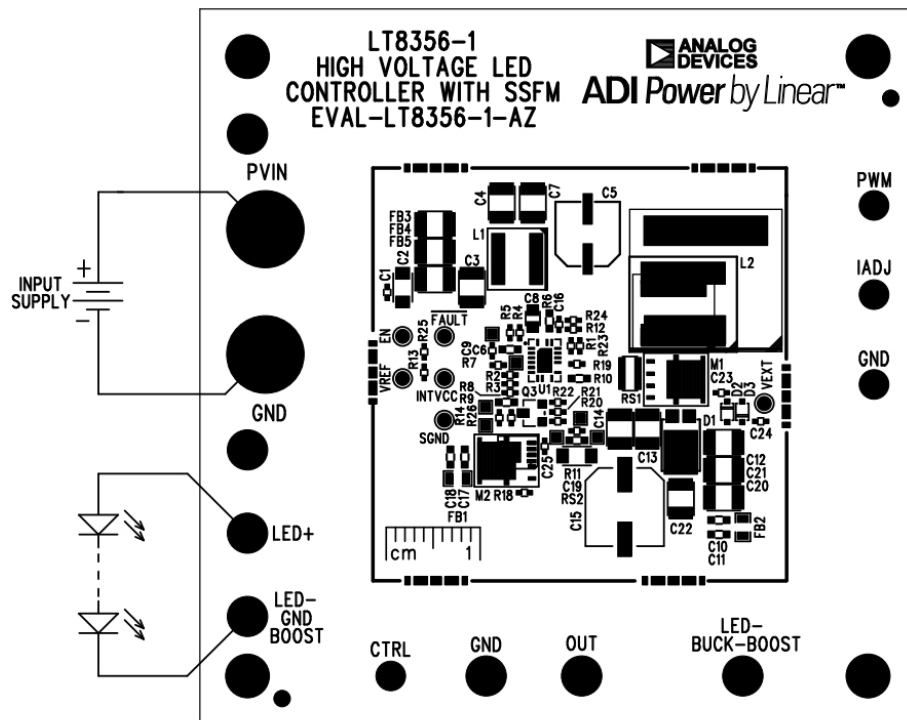 LT8356-1
HIGH VOLTAGE LED
CONTROLLER WITH SSFM
EVAL-LT8356-1-AZ
ANALOG
DEVICES
ADI Power by Linear™
PVIN
PWM
IADJ
GND
INPUT
SUPPLY
+
−
GND
LED+
LED-
GND
BOOST
CTRL
GND
OUT
LED-
BUCK-BOOST
C4
C7
C5
FB3
FB4
FB5
L1
L2
C1
C2
C3
C8
R6
C16
R5
R4
R24
R12
EN
R25
FAULT
C9
C6
R7
R1
R23
R13
R19
R10
VREF
INTVCC
R2
R3
U1
RS1
M1
C23
D2
D3
VEXT
R8
R9
Q3
R22
R21
R20
R14
R26
C14
D1
C24
SGND
C25
C13
C12
C21
C20
R11
C19
RS2
C18
C17
M2
R18
C15
C22
FB1
C10
C11
FB2
cm
1